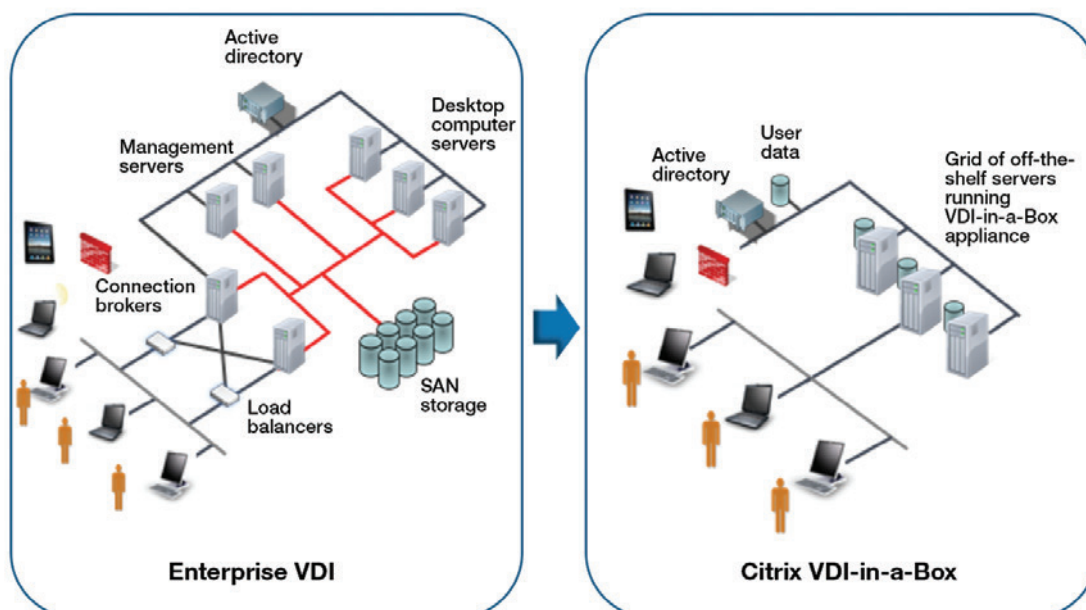 Active
directory
Desktop
computer
servers
Management
servers
Connection
brokers
SAN
storage
Load
balancers
Enterprise VDI
User
data
Active
directory
Grid of off-the-
shelf servers
running
VDI-in-a-Box
appliance
Citrix VDI-in-a-Box